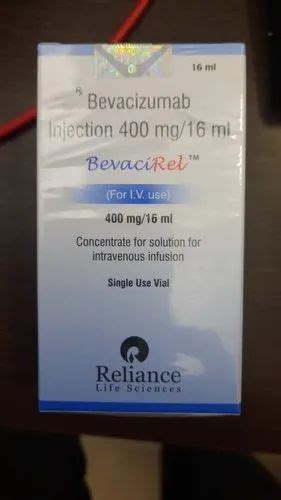 16 ml
Rx Bevacizumab
Injection 400 mg/16 ml
BevaciRel™
(For I.V. use)
400 mg/16 ml
Concentrate for solution for
intravenous infusion
Single Use Vial
Reliance
Life Sciences